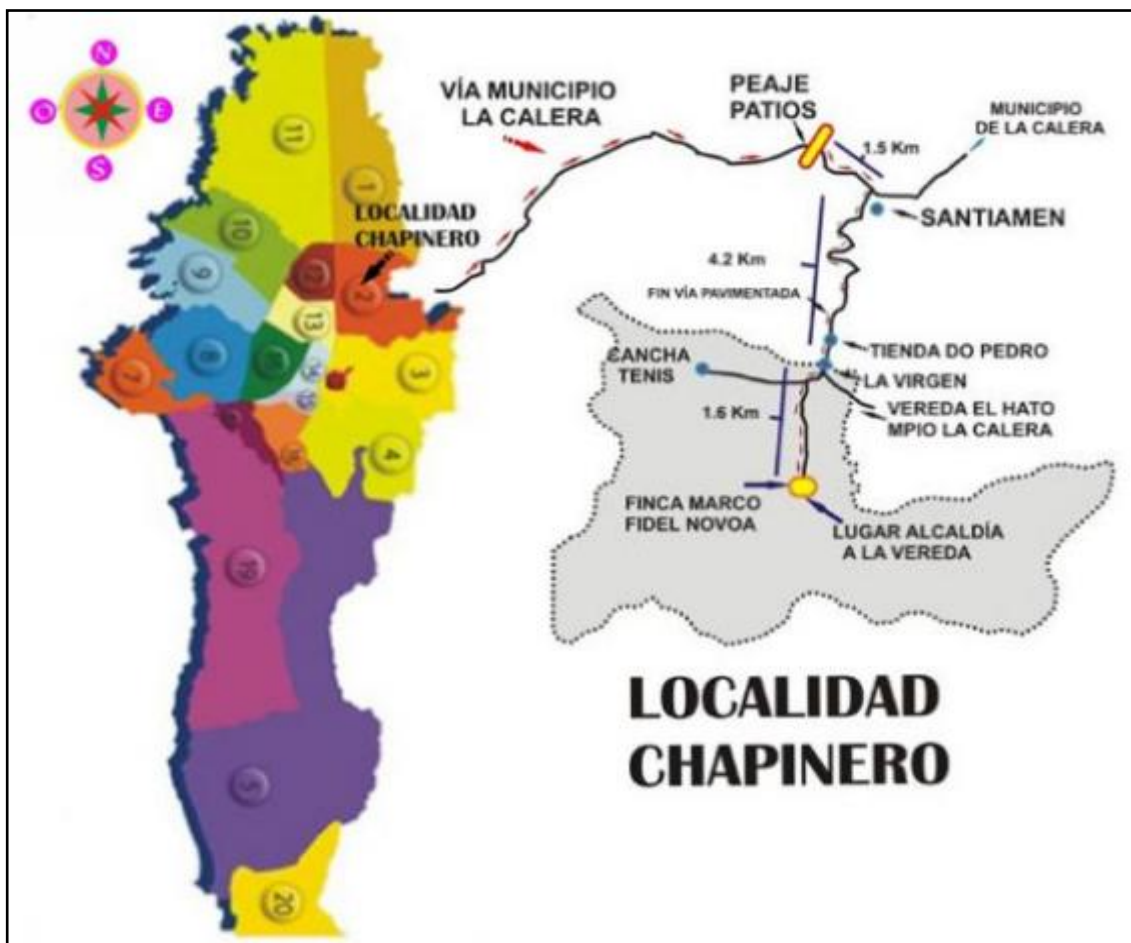 N
O
E
S
11
1
LOCALIDAD
CHAPINERO
10
12
2
9
13
8
7
3
4
19
5
20
VÍA MUNICIPIO
LA CALERA
PEAJE
PATIOS
MUNICIPIO
DE LA CALERA
1.5 Km
SANTIAMEN
4.2 Km
FIN VÍA PAVIMENTADA
TIENDA DO PEDRO
CANCHA
TENIS
LA VIRGEN
1.6 Km
VEREDA EL HATO
MPIO LA CALERA
FINCA MARCO
FIDEL NOVOA
LUGAR ALCALDÍA
A LA VEREDA
LOCALIDAD
CHAPINERO